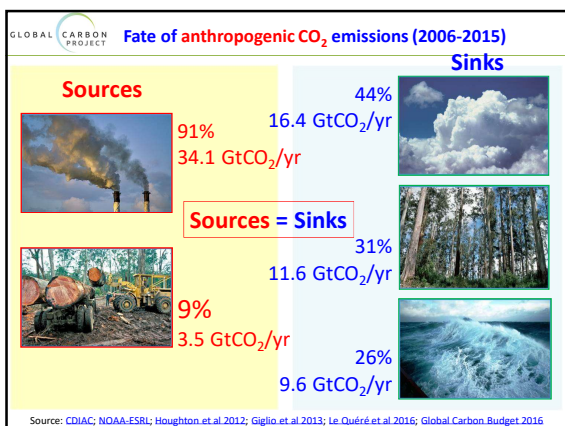 GLOBAL CARBON
PROJECT
Fate of anthropogenic CO₂ emissions (2006-2015)
Sources
91%
34.1 GtCO₂/yr
9%
3.5 GtCO₂/yr
Sources = Sinks
Sinks
44%
16.4 GtCO₂/yr
31%
11.6 GtCO₂/yr
26%
9.6 GtCO₂/yr
Source: CDIAC; NOAA-ESRL; Houghton et al 2012; Giglio et al 2013; Le Quéré et al 2016; Global Carbon Budget 2016